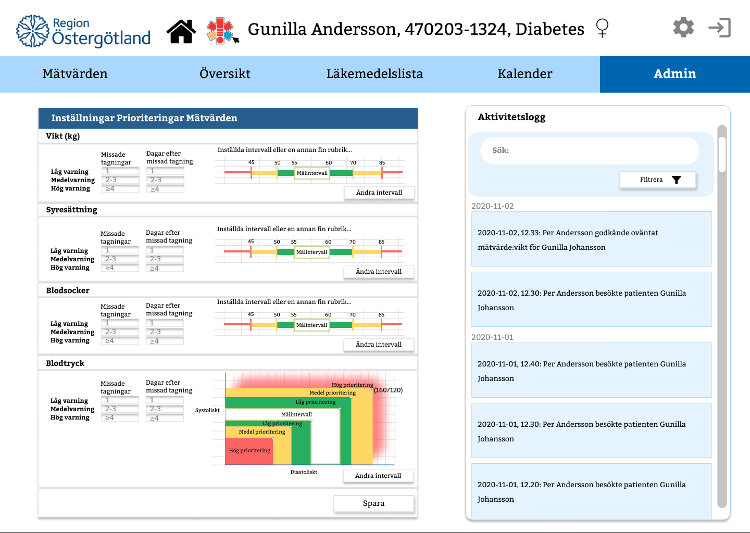 Region
Östergötland
Gunilla Andersson, 470203-1324, Diabetes
Mätvärden
Översikt
Läkemedelslista
Kalender
Admin
Inställningar Prioriteringar Mätvärden
Vikt (kg)
Missade tagningar
Dagar efter missad tagning
Inställda intervall eller en annan fin rubrik...
45 50 55 60 70 85
Målintervall
Låg varning 1 1
Medelvarning 2-3 2-3
Hög varning ≥4 ≥4
Ändra intervall
Syresättning
Missade tagningar
Dagar efter missad tagning
Inställda intervall eller en annan fin rubrik...
45 50 55 60 70 85
Målintervall
Låg varning 1 1
Medelvarning 2-3 2-3
Hög varning ≥4 ≥4
Ändra intervall
Blodsocker
Missade tagningar
Dagar efter missad tagning
Inställda intervall eller en annan fin rubrik...
45 50 55 60 70 85
Målintervall
Låg varning 1 1
Medelvarning 2-3 2-3
Hög varning ≥4 ≥4
Ändra intervall
Blodtryck
Missade tagningar
Dagar efter missad tagning
Låg varning 1 1
Medelvarning 2-3 2-3
Hög varning ≥4 ≥4
Hög prioritering
(160/120)
Medel prioritering
Låg prioritering
Systoliskt
Målintervall
Låg prioritering
Medel prioritering
Hög prioritering
Diastoliskt
Ändra intervall
Spara
Aktivitetslogg
Sök:
Filtrera
2020-11-02
2020-11-02, 12.33: Per Andersson godkände oväntat
mätvärde:vikt för Gunilla Johansson
2020-11-02, 12.30: Per Andersson besökte patienten Gunilla
Johansson
2020-11-01
2020-11-01, 12.40: Per Andersson besökte patienten Gunilla
Johansson
2020-11-01, 12.30: Per Andersson besökte patienten Gunilla
Johansson
2020-11-01, 12.20: Per Andersson besökte patienten Gunilla
Johansson